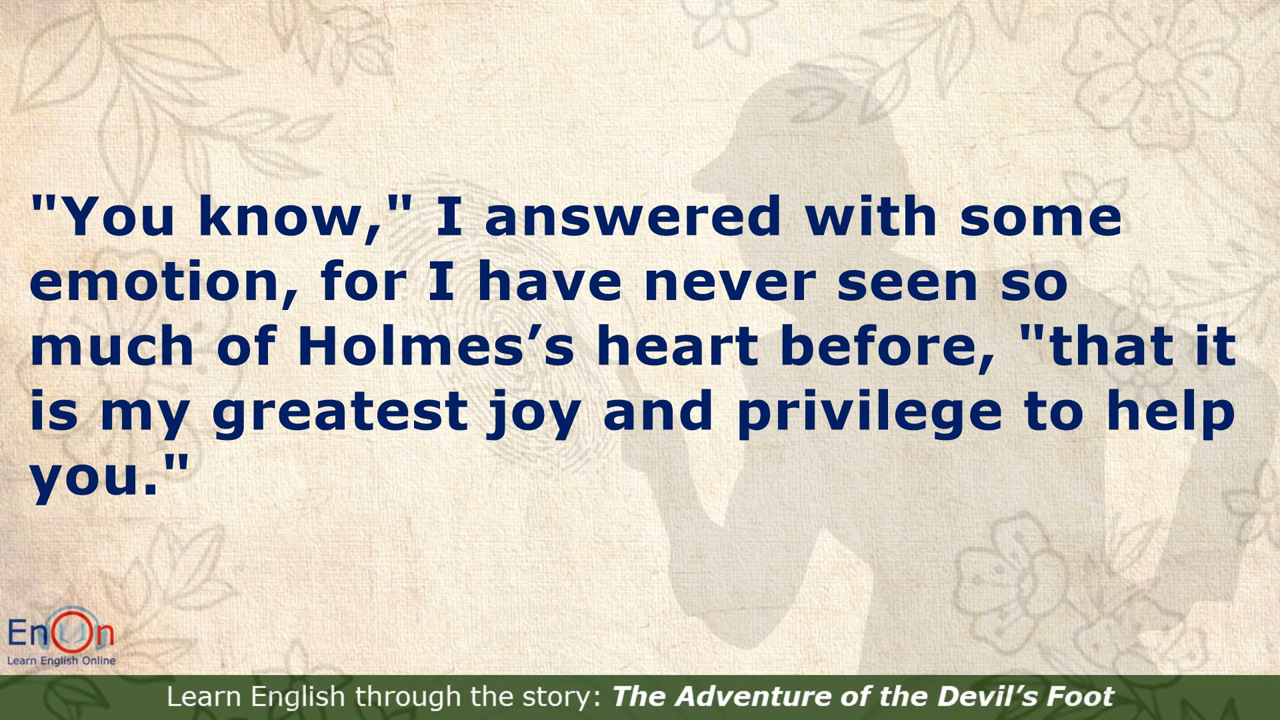 "You know," I answered with some
emotion, for I have never seen so
much of Holmes’s heart before, "that it
is my greatest joy and privilege to help
you."
EnOn
Learn English Online
Learn English through the story: The Adventure of the Devil’s Foot